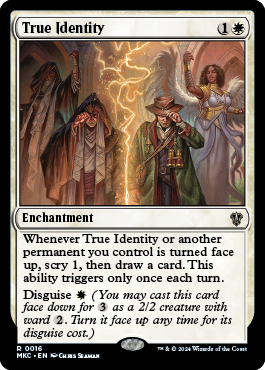 True Identity 1
Enchantment
Whenever True Identity or another
permanent you control is turned face
up, scry 1, then draw a card. This
ability triggers only once each turn.
Disguise (You may cast this card
face down for 3 as a 2/2 creature with
ward 2. Turn it face up any time for its
disguise cost.)
R 0016
MKC • EN Chris Seaman
™ & © 2024 Wizards of the Coast